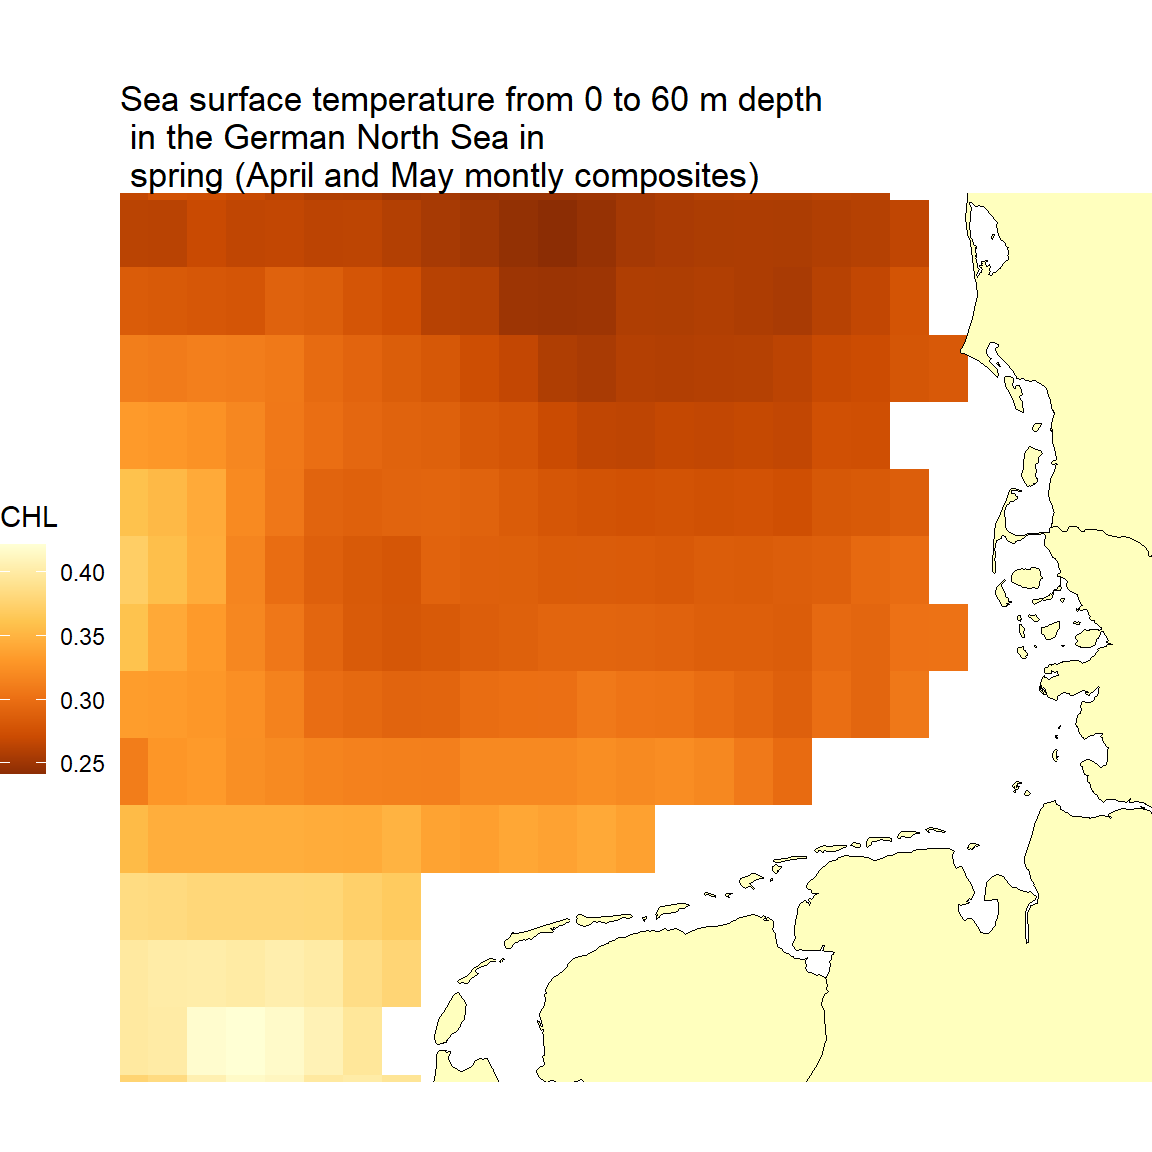 Sea surface temperature from 0 to 60 m depth
in the German North Sea in
spring (April and May montly composites)
CHL
0.40
0.35
0.30
0.25